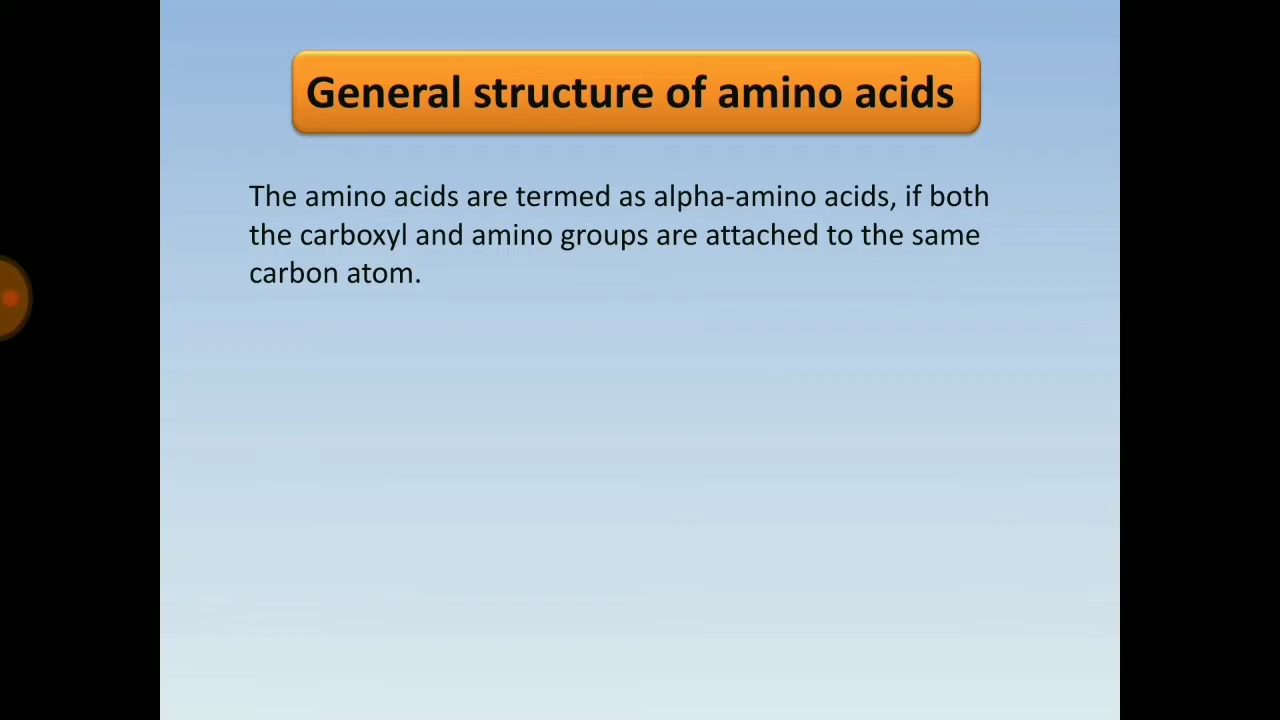 General structure of amino acids
The amino acids are termed as alpha-amino acids, if both
the carboxyl and amino groups are attached to the same
carbon atom.